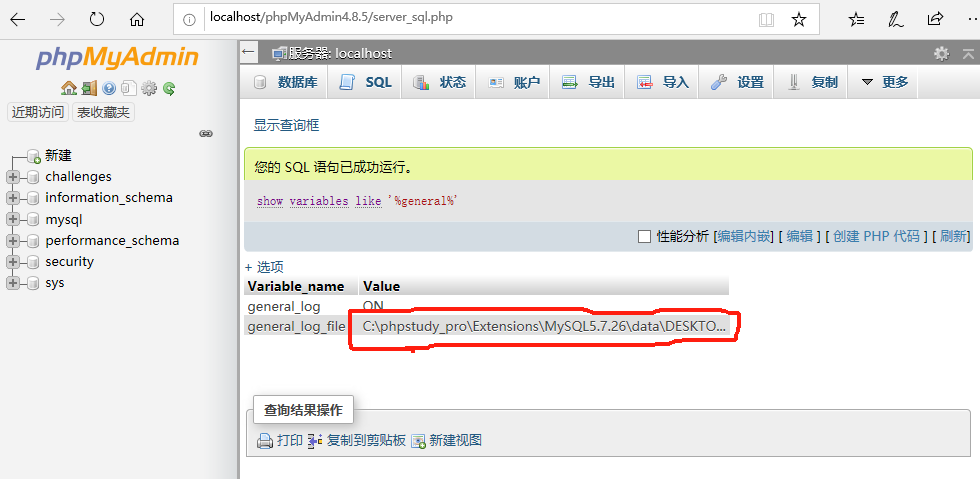 localhost/phpMyAdmin4.8.5/server_sql.php
phpMyAdmin
近期访问 表收藏夹
新建
challenges
information_schema
mysql
performance_schema
security
sys
服务器: localhost
数据库 SQL 状态 账户 导出 导入 设置 复制 更多
显示查询框
您的 SQL 语句已成功运行。
show variables like '%general%'
性能分析 [编辑内嵌] [ 编辑 ] [ 创建 PHP 代码 ] [ 刷新]
+ 选项
Variable_name Value
general_log ON
general_log_file C:\phpstudy_pro\Extensions\MySQL5.7.26\data\DESKTO...
查询结果操作
打印 复制到剪贴板 新建视图